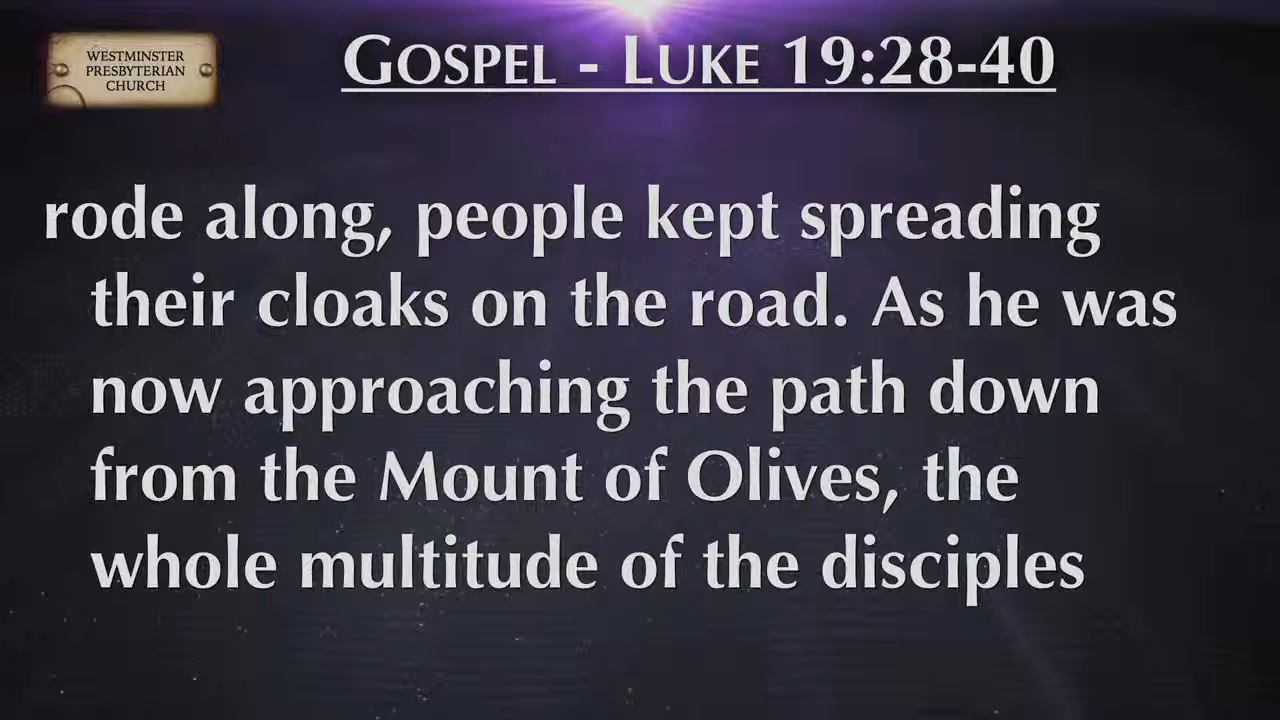 WESTMINSTER
PRESBYTERIAN
CHURCH
GOSPEL - LUKE 19:28-40
rode along, people kept spreading
their cloaks on the road. As he was
now approaching the path down
from the Mount of Olives, the
whole multitude of the disciples